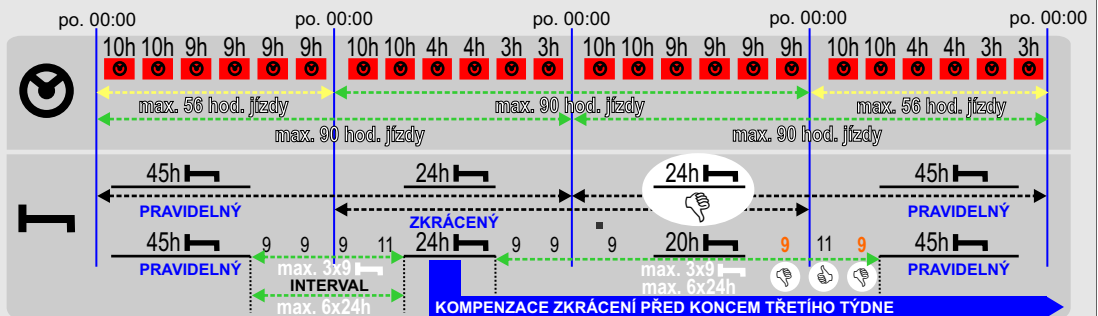 po. 00:00 po. 00:00 po. 00:00 po. 00:00 po. 00:00
10h 10h 9h 9h 9h 9h 10h 10h 4h 4h 3h 3h 10h 10h 9h 9h 9h 9h 10h 10h 4h 4h 3h 3h
max. 56 hod. jízdy max. 90 hod. jízdy max. 56 hod. jízdy
max. 90 hod. jízdy max. 90 hod. jízdy
45h 24h 24h 45h
PRAVIDELNÝ ZKRÁCENÝ PRAVIDELNÝ
45h 9 9 9 11 24h 9 9 9 20h 9 11 9 45h
PRAVIDELNÝ max. 3x9 max. 3x9 PRAVIDELNÝ
INTERVAL max. 6x24h
max. 6x24h KOMPENZACE ZKRÁCENÍ PŘED KONCEM TŘETÍHO TÝDNE